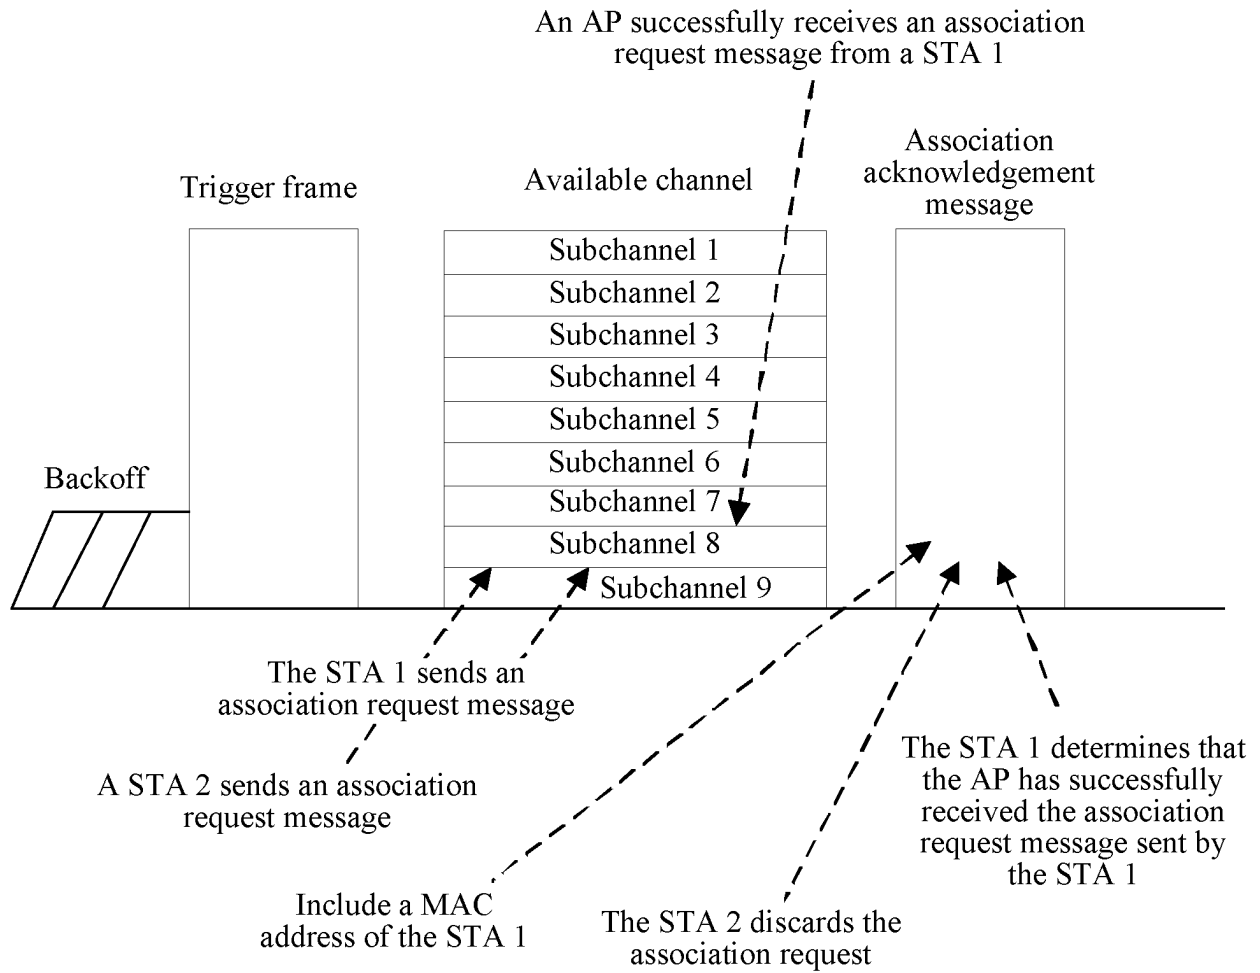 An AP successfully receives an association
request message from a STA 1
Association
acknowledgement
message
Available channel
Trigger frame
Subchannel 1
Subchannel 2
Subchannel 3
Subchannel 4
Subchannel 5
Subchannel 6
Subchannel 7
Subchannel 8
Subchannel 9
Backoff
The STA 1 sends an
association request message
A STA 2 sends an association
request message
Include a MAC
address of the STA 1
The STA 2 discards the
association request
The STA 1 determines that
the AP has successfully
received the association
request message sent by
the STA 1